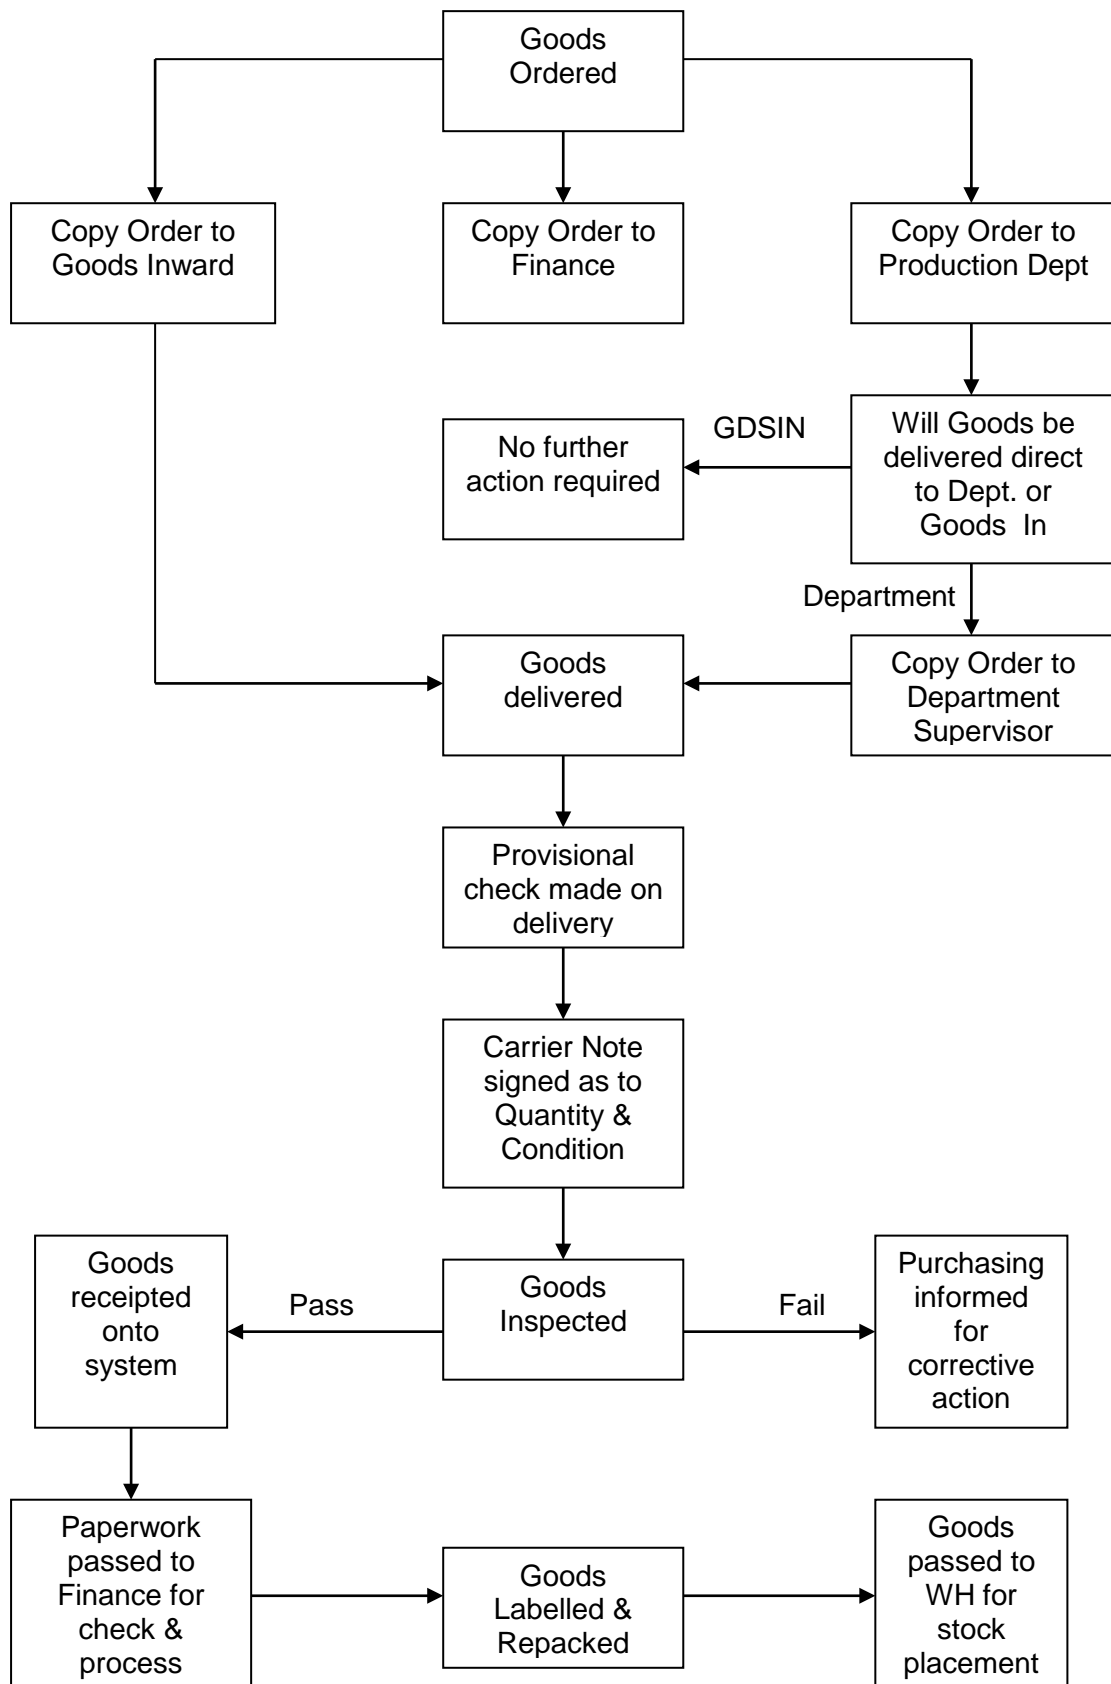 Goods
Ordered
Copy Order to
Goods Inward
Copy Order to
Finance
Copy Order to
Production Dept
No further
action required
GDSIN
Will Goods be
delivered direct
to Dept. or
Goods In
Department
Goods
delivered
Copy Order to
Department
Supervisor
Provisional
check made on
delivery
Carrier Note
signed as to
Quantity &
Condition
Goods
receipted
onto
system
Pass
Goods
Inspected
Fail
Purchasing
informed
for
corrective
action
Paperwork
passed to
Finance for
check &
process
Goods
Labelled &
Repacked
Goods
passed to
WH for
stock
placement